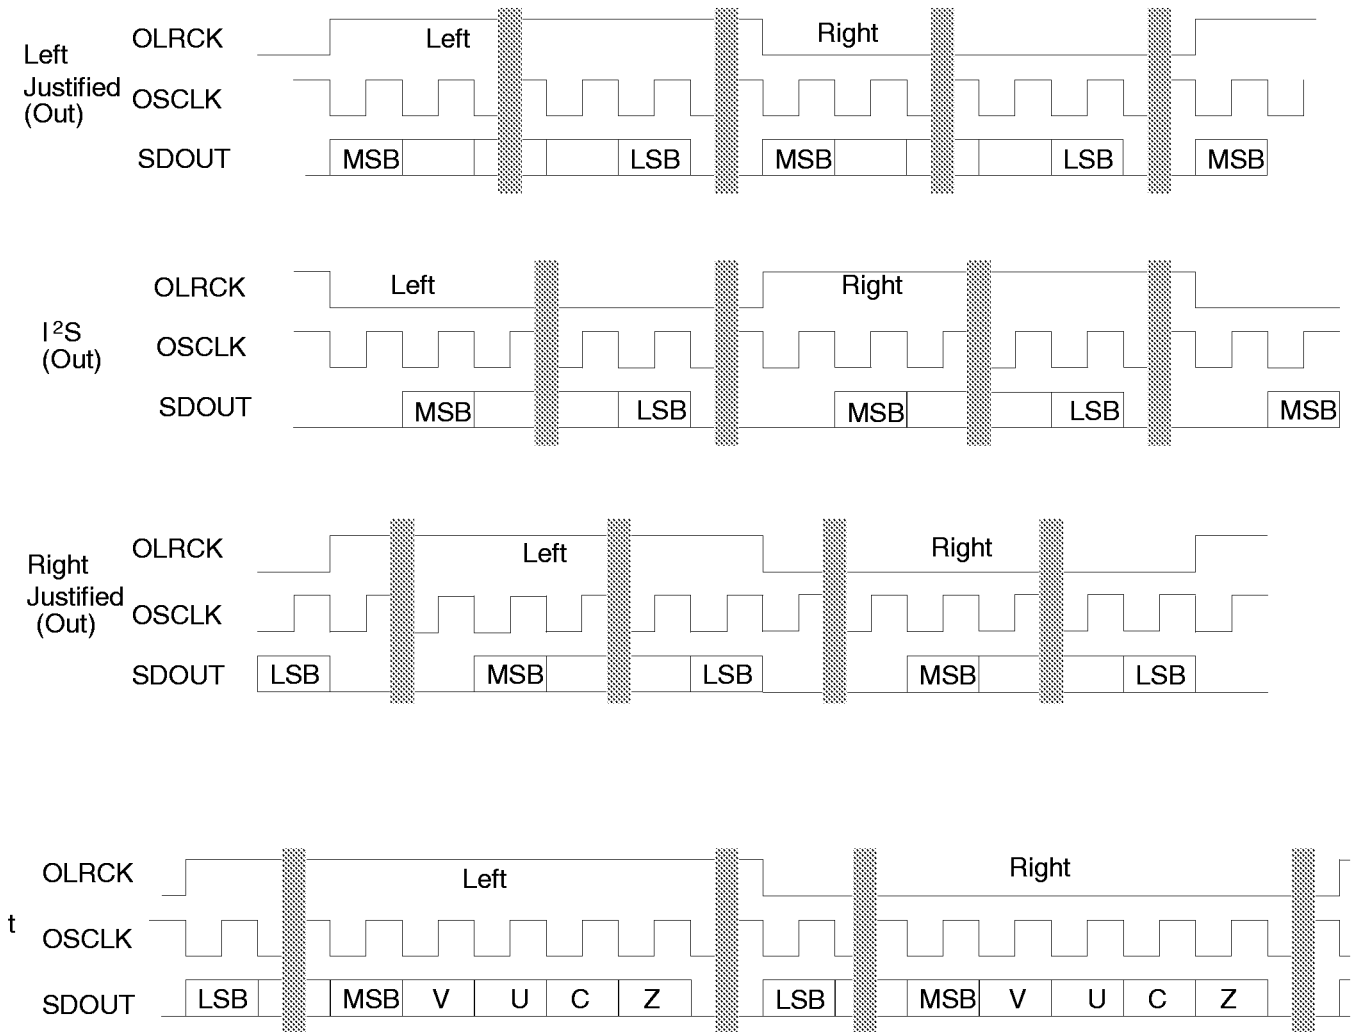 OLRCK Left Right
Left
Justified
(Out)
OSCLK
SDOUT MSB LSB MSB LSB MSB
OLRCK Left Right
I²S
(Out)
OSCLK
SDOUT MSB LSB MSB LSB MSB
OLRCK Left Right
Right
Justified
(Out)
OSCLK
SDOUT LSB MSB LSB MSB LSB
OLRCK Left Right
t
OSCLK
SDOUT LSB MSB V U C Z LSB MSB V U C Z